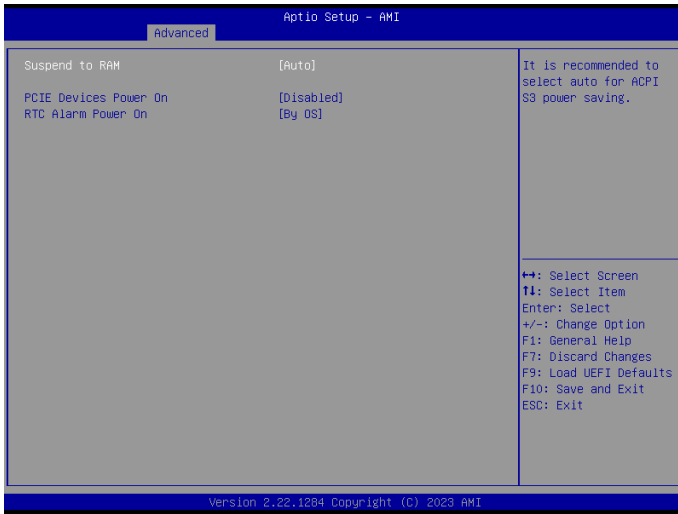 Aptio Setup – AMI
Advanced
Suspend to RAM [Auto]
PCIE Devices Power On [Disabled]
RTC Alarm Power On [By OS]
It is recommended to
select auto for ACPI
S3 power saving.
↔: Select Screen
↑↓: Select Item
Enter: Select
+/-: Change Option
F1: General Help
F7: Discard Changes
F9: Load UEFI Defaults
F10: Save and Exit
ESC: Exit
Version 2.22.1284 Copyright (C) 2023 AMI